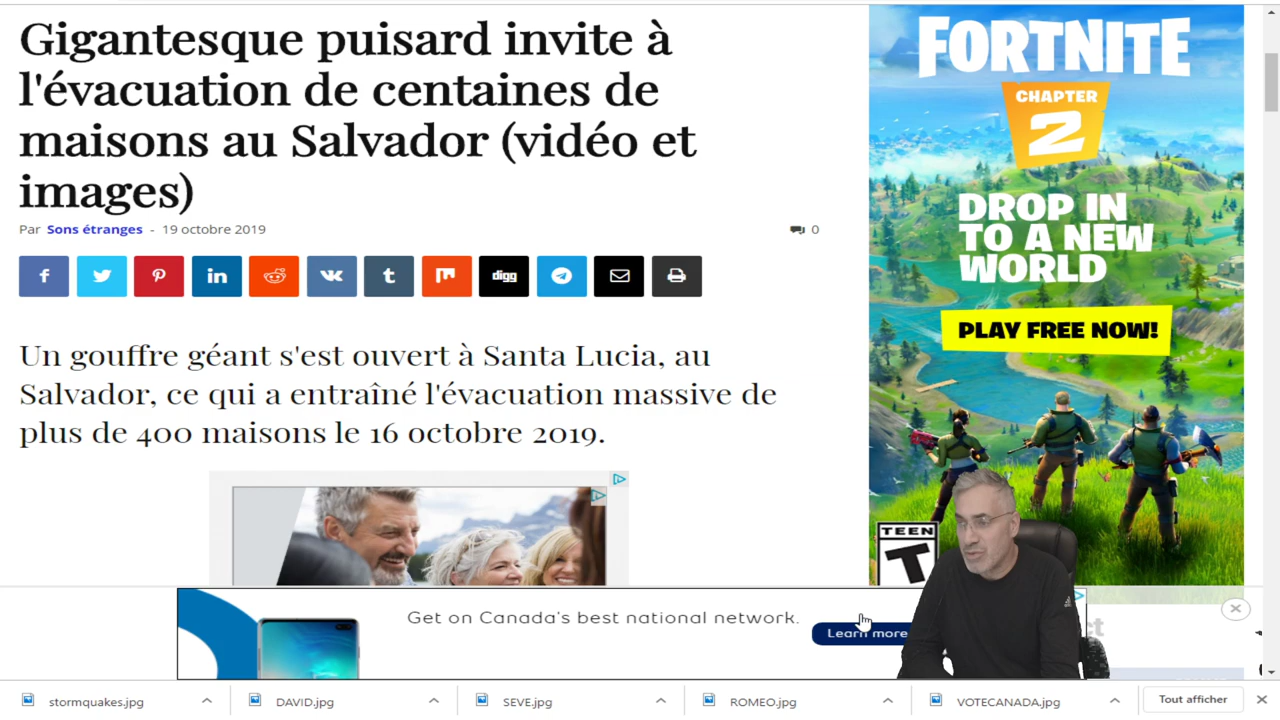 Gigantesque puisard invite à
l'évacuation de centaines de
maisons au Salvador (vidéo et
images)
Par Sons étranges - 19 octobre 2019
0
digg
Un gouffre géant s'est ouvert à Santa Lucia, au
Salvador, ce qui a entraîné l'évacuation massive de
plus de 400 maisons le 16 octobre 2019.
FORTNITE
CHAPTER
2
DROP IN
TO A NEW
WORLD
PLAY FREE NOW!
TEEN
T
Get on Canada's best national network.
Learn more
stormquakes.jpg
DAVID.jpg
SEVE.jpg
ROMEO.jpg
VOTECANADA.jpg
Tout afficher